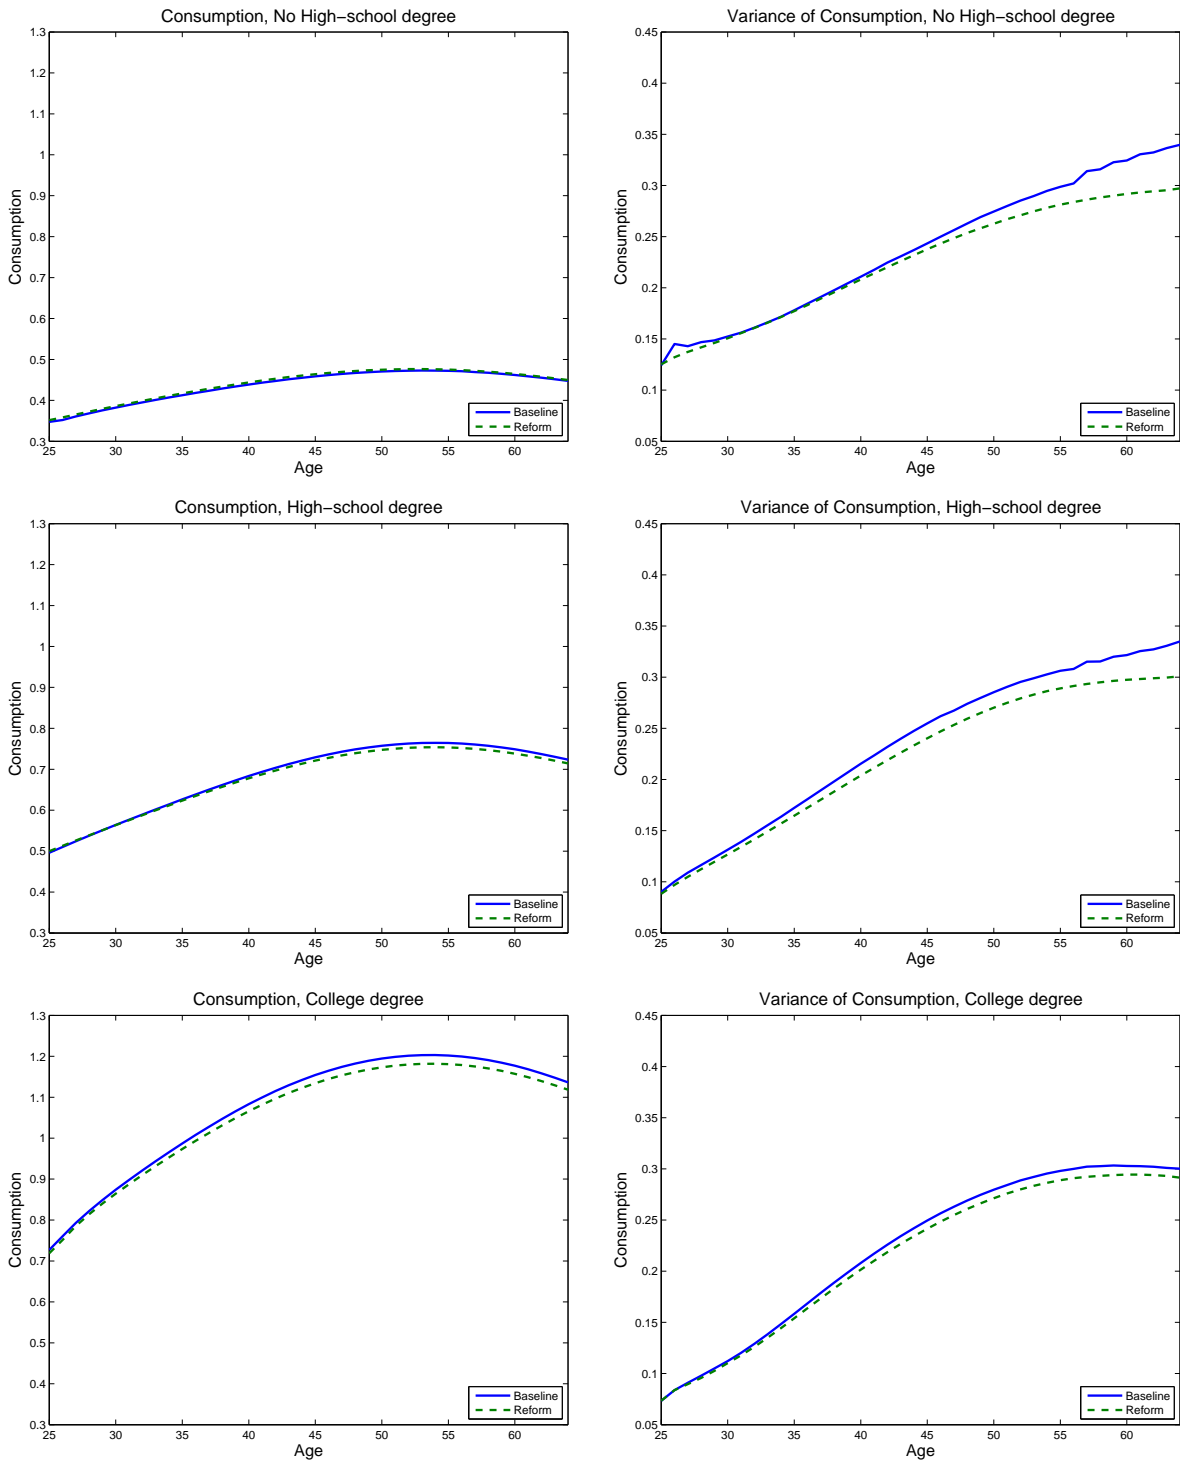 Consumption, No High−school degree
1.3
1.2
1.1
1
0.9
0.8
0.7
0.6
0.5
0.4
0.3
Consumption
25 30 35 40 45 50 55 60
Age
Baseline
Reform
Variance of Consumption, No High−school degree
0.45
0.4
0.35
0.3
0.25
0.2
0.15
0.1
0.05
Consumption
25 30 35 40 45 50 55 60
Age
Baseline
Reform
Consumption, High−school degree
1.3
1.2
1.1
1
0.9
0.8
0.7
0.6
0.5
0.4
0.3
Consumption
25 30 35 40 45 50 55 60
Age
Baseline
Reform
Variance of Consumption, High−school degree
0.45
0.4
0.35
0.3
0.25
0.2
0.15
0.1
0.05
Consumption
25 30 35 40 45 50 55 60
Age
Baseline
Reform
Consumption, College degree
1.3
1.2
1.1
1
0.9
0.8
0.7
0.6
0.5
0.4
0.3
Consumption
25 30 35 40 45 50 55 60
Age
Baseline
Reform
Variance of Consumption, College degree
0.45
0.4
0.35
0.3
0.25
0.2
0.15
0.1
0.05
Consumption
25 30 35 40 45 50 55 60
Age
Baseline
Reform